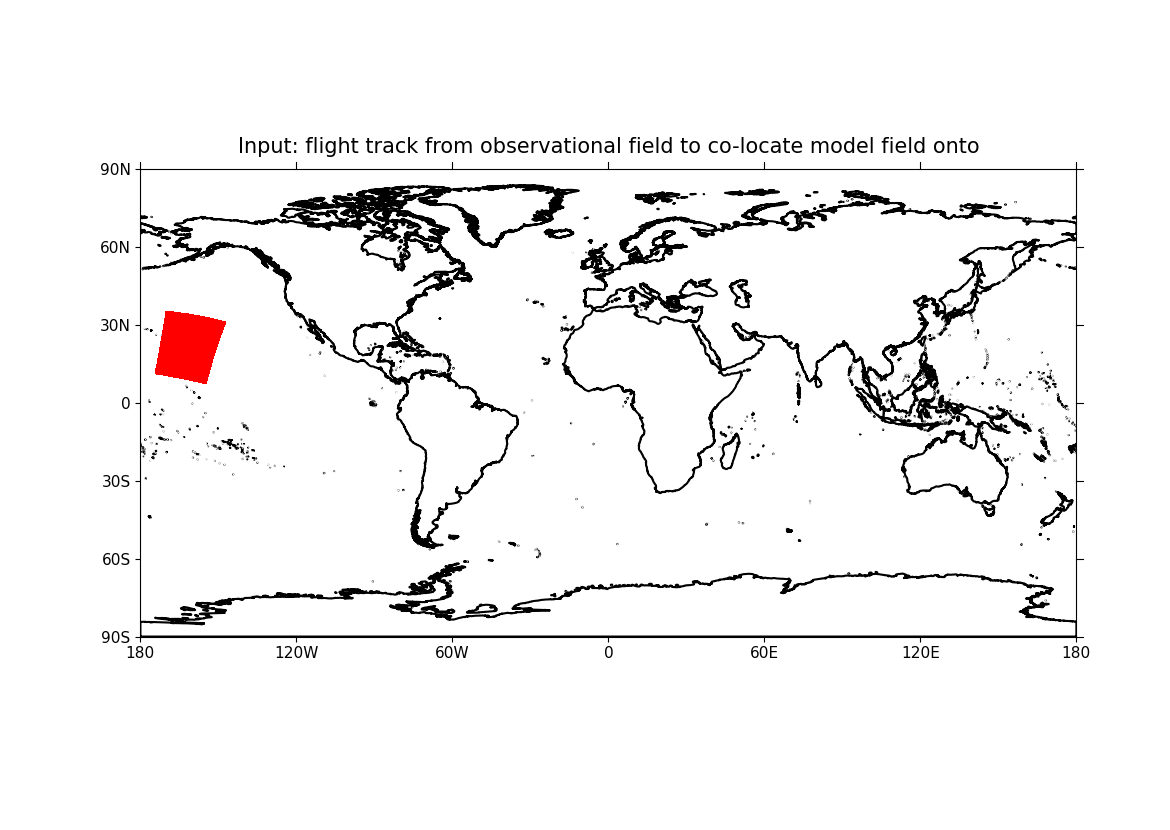 Input: flight track from observational field to co-locate model field onto
90N
60N
30N
0
30S
60S
90S
180 120W 60W 0 60E 120E 180